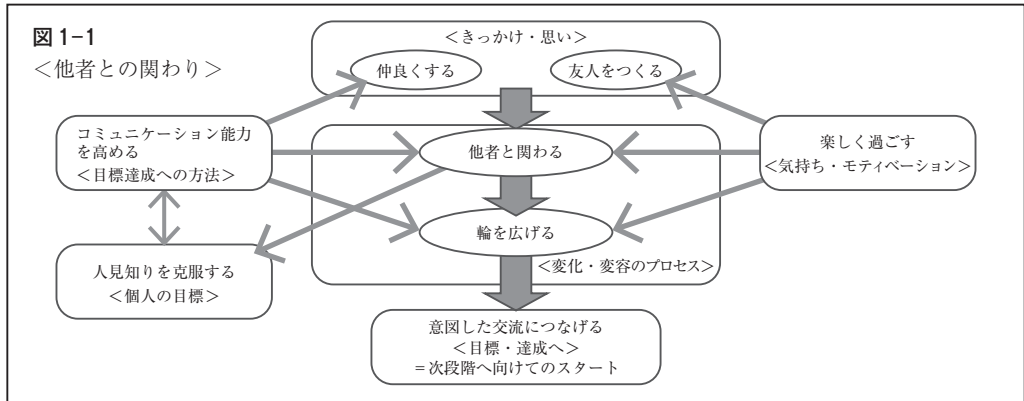 図1-1
＜他者との関わり＞
＜きっかけ・思い＞
仲良くする
友人をつくる
コミュニケーション能力
を高める
＜目標達成への方法＞
他者と関わる
楽しく過ごす
＜気持ち・モティベーション＞
輪を広げる
＜変化・変容のプロセス＞
人見知りを克服する
＜個人の目標＞
意図した交流につなげる
＜目標・達成へ＞
＝次段階へ向けてのスタート